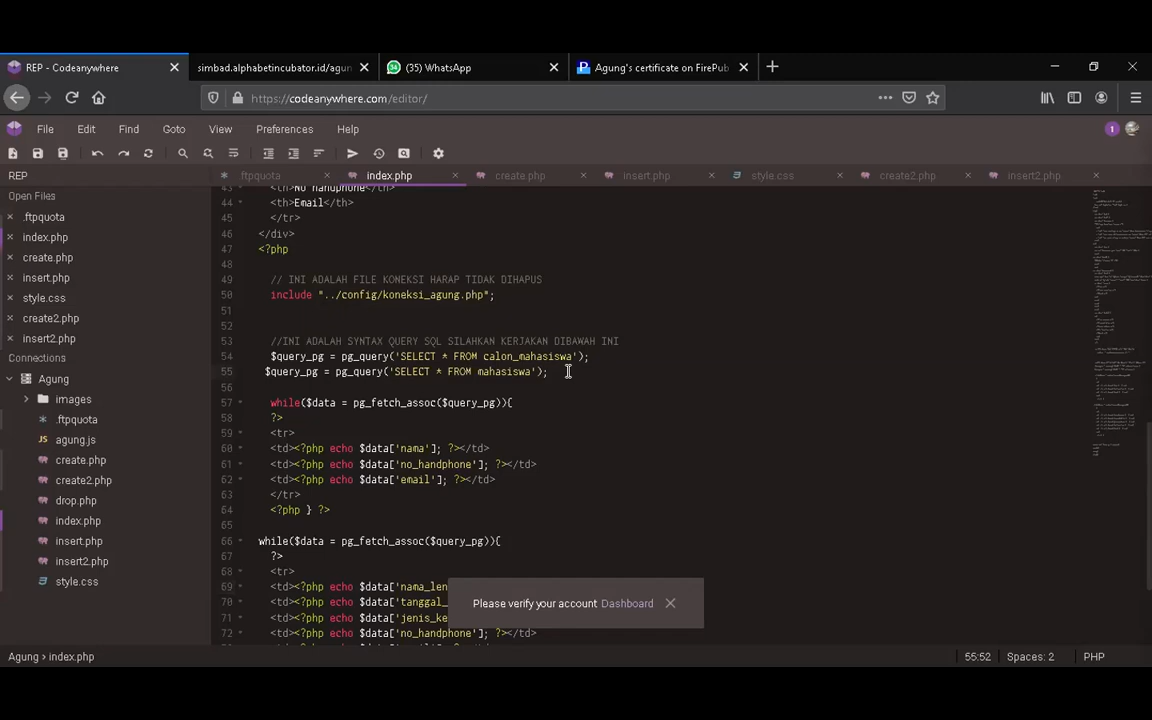 REP - Codeanywhere
simbad.alphabetincubator.id/agun
34 (35) WhatsApp
Agung's certificate on FirePub
https://codeanywhere.com/editor/
File Edit Find Goto View Preferences Help
1
REP
ftpquota index.php create.php insert.php style.css create2.php insert2.php
Open Files
.ftpquota
index.php
create.php
insert.php
style.css
create2.php
insert2.php
Connections
Agung
images
.ftpquota
agung.js
create.php
create2.php
drop.php
index.php
insert.php
insert2.php
style.css
43 <th>No handphone</th>
44 <th>Email</th>
45 </tr>
46 </div>
47 <?php
48
49 // INI ADALAH FILE KONEKSI HARAP TIDAK DIHAPUS
50 include "../config/koneksi_agung.php";
51
52
53 //INI ADALAH SYNTAX QUERY SQL SILAHKAN KERJAKAN DIBAWAH INI
54 $query_pg = pg_query('SELECT * FROM calon_mahasiswa');
55 $query_pg = pg_query('SELECT * FROM mahasiswa');
56
57 while($data = pg_fetch_assoc($query_pg)){
58 ?>
59 <tr>
60 <td><?php echo $data['nama']; ?></td>
61 <td><?php echo $data['no_handphone']; ?></td>
62 <td><?php echo $data['email']; ?></td>
63 </tr>
64 <?php } ?>
65
66 while($data = pg_fetch_assoc($query_pg)){
67 ?>
68 <tr>
69 <td><?php echo $data['nama_len
70 <td><?php echo $data['tanggal_
71 <td><?php echo $data['jenis_ke
72 <td><?php echo $data['no_handphone']; ?></td>
Please verify your account Dashboard
Agung > index.php
55:52 Spaces: 2 PHP